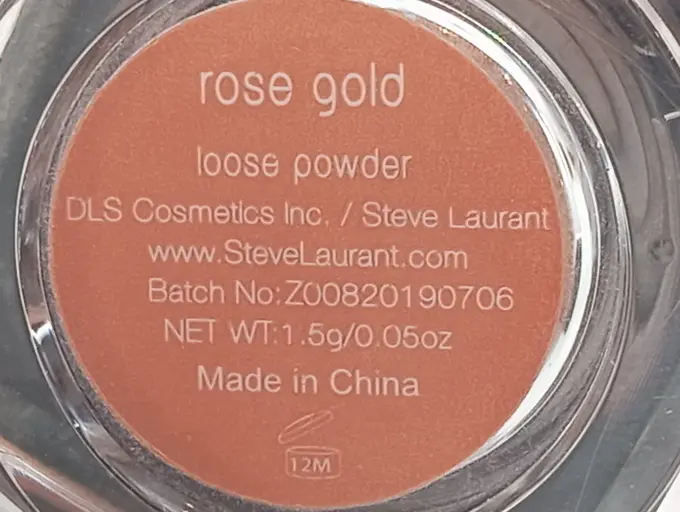 rose gold
loose powder
DLS Cosmetics Inc. / Steve Laurant
www.SteveLaurant.com
Batch No:Z00820190706
NET WT:1.5g/0.05oz
Made in China
12M